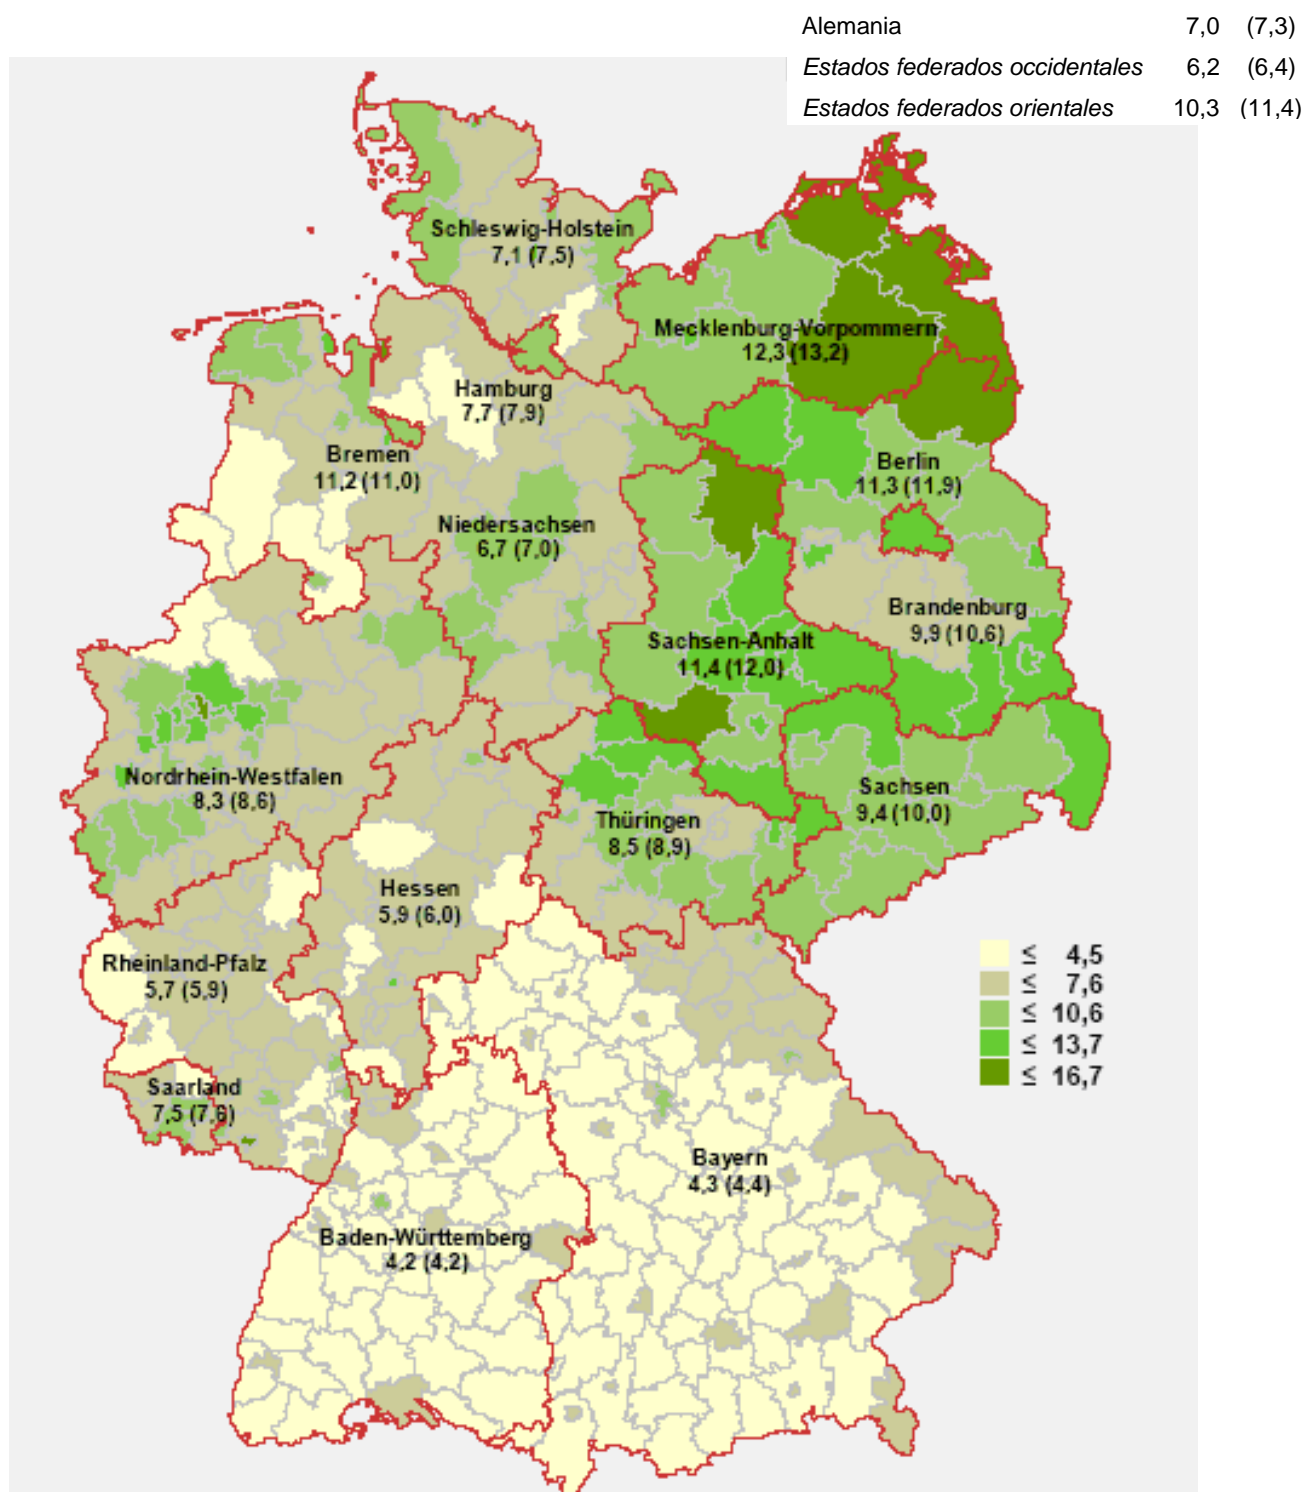 Alemania 7,0 (7,3)
Estados federados occidentales 6,2 (6,4)
Estados federados orientales 10,3 (11,4)
Schleswig-Holstein
7,1 (7,5)
Mecklenburg-Vorpommern
12,3 (13,2)
Hamburg
7,7 (7,9)
Bremen
11,2 (11,0)
Berlin
11,3 (11,9)
Niedersachsen
6,7 (7,0)
Brandenburg
9,9 (10,6)
Sachsen-Anhalt
11,4 (12,0)
Nordrhein-Westfalen
8,3 (8,6)
Sachsen
9,4 (10,0)
Thüringen
8,5 (8,9)
Hessen
5,9 (6,0)
Rheinland-Pfalz
5,7 (5,9)
≤ 4,5
≤ 7,6
≤ 10,6
≤ 13,7
≤ 16,7
Saarland
7,5 (7,6)
Bayern
4,3 (4,4)
Baden-Württemberg
4,2 (4,2)